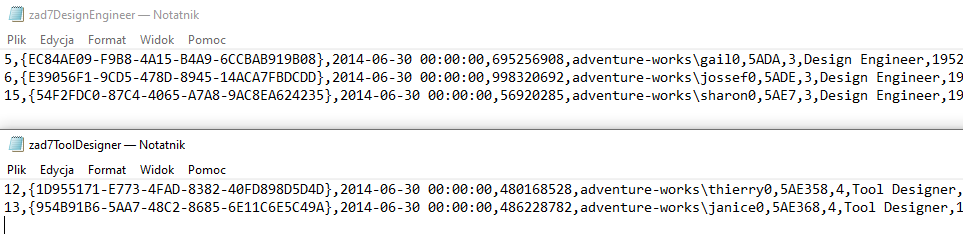 zad7DesignEngineer — Notatnik
Plik Edycja Format Widok Pomoc
5,{EC84AE09-F9B8-4A15-B4A9-6CCBAB919B08},2014-06-30 00:00:00,695256908,adventure-works\gail0,5ADA,3,Design Engineer,1952
6,{E39056F1-9CD5-478D-8945-14ACA7FBDCDD},2014-06-30 00:00:00,998320692,adventure-works\jossef0,5ADE,3,Design Engineer,19
15,{54F2FDC0-87C4-4065-A7A8-9AC8EA624235},2014-06-30 00:00:00,56920285,adventure-works\sharon0,5AE7,3,Design Engineer,19
zad7ToolDesigner — Notatnik
Plik Edycja Format Widok Pomoc
12,{1D955171-E773-4FAD-8382-40FD898D5D4D},2014-06-30 00:00:00,480168528,adventure-works\thierry0,5AE358,4,Tool Designer,
13,{954B91B6-5AA7-48C2-8685-6E11C6E5C49A},2014-06-30 00:00:00,486228782,adventure-works\janice0,5AE368,4,Tool Designer,1